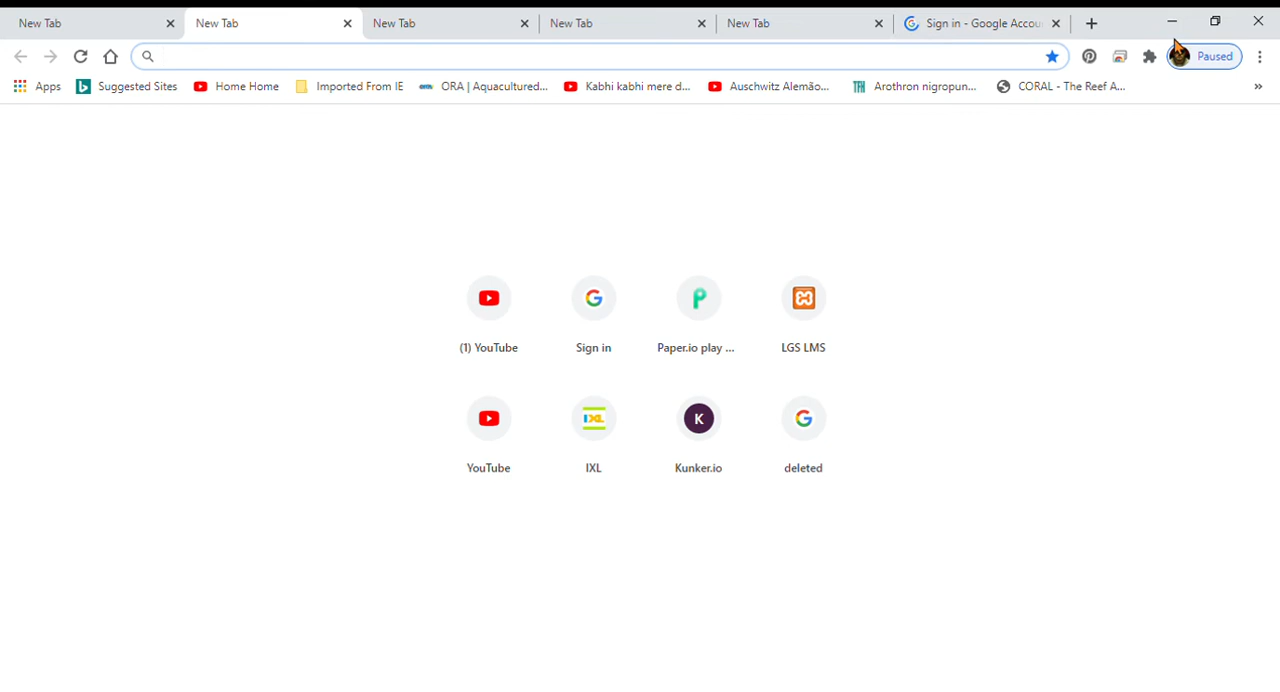 New Tab New Tab New Tab New Tab New Tab Sign in - Google Accou
Paused
Apps Suggested Sites Home Home Imported From IE ORA | Aquacultured... Kabhi kabhi mere d... Auschwitz Alemão... Arothron nigropun... CORAL - The Reef A... »
(1) YouTube Sign in Paper.io play ... LGS LMS
IXL K
YouTube IXL Kunker.io deleted